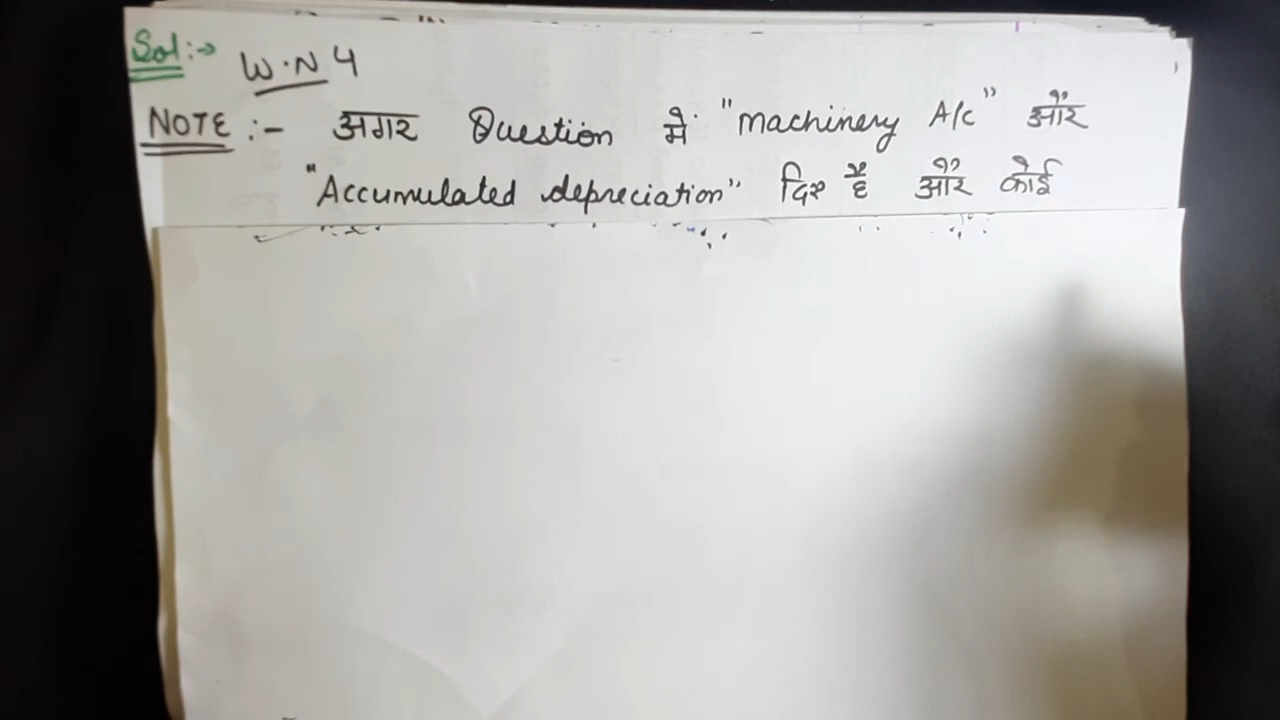 Sol :→ W.N 4
NOTE :- अगर Question में "machinery A/c" और
"Accumulated depreciation" दिए है और कोई